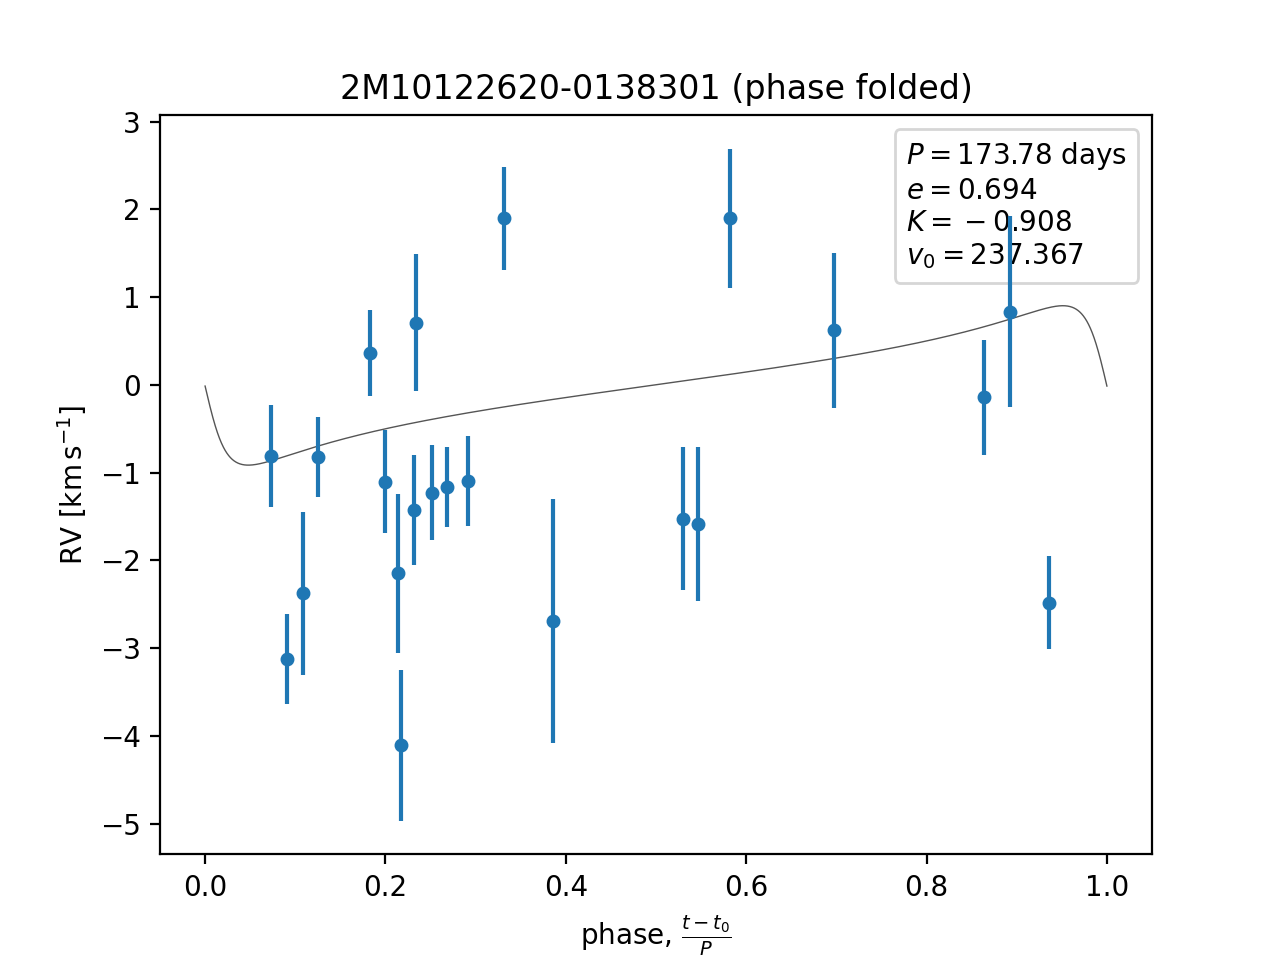 2M10122620-0138301 (phase folded)
P = 173.78 days
e = 0.694
K = −0.908
v₀ = 237.367
3
2
1
0
−1
−2
−3
−4
−5
RV [km s⁻¹]
0.0 0.2 0.4 0.6 0.8 1.0
phase, (t − t₀)/P